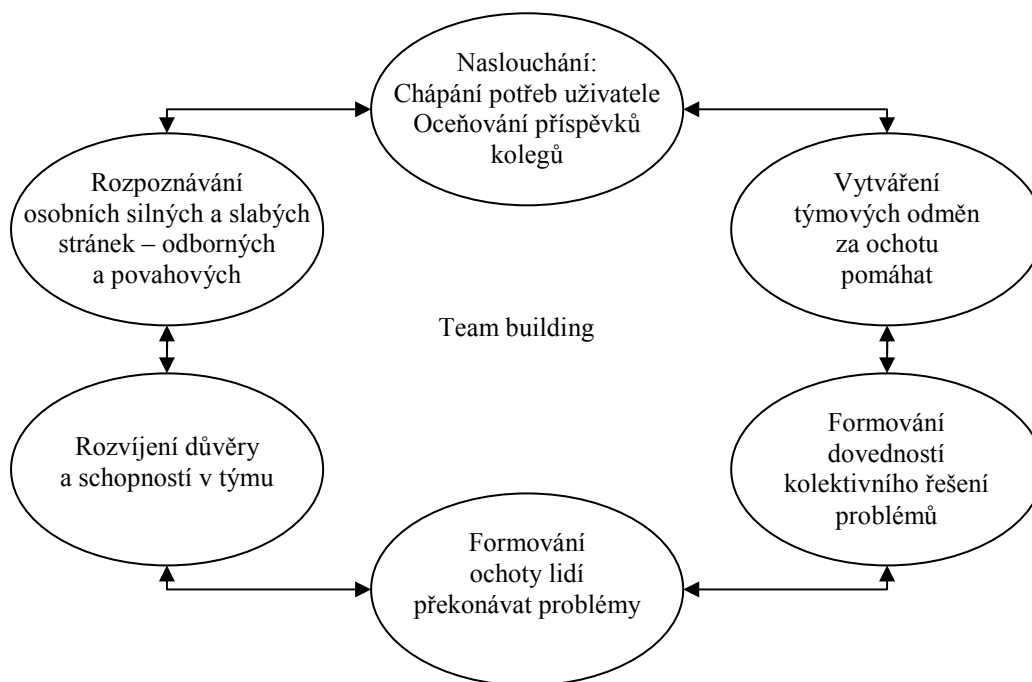 Naslouchání:
Chápání potřeb uživatele
Oceňování příspěvků
kolegů
Rozpoznávání
osobních silných a slabých
stránek – odborných
a povahových
Vytváření
týmových odměn
za ochotu
pomáhat
Team building
Rozvíjení důvěry
a schopností v týmu
Formování
dovedností
kolektivního řešení
problémů
Formování
ochoty lidí
překonávat problémy